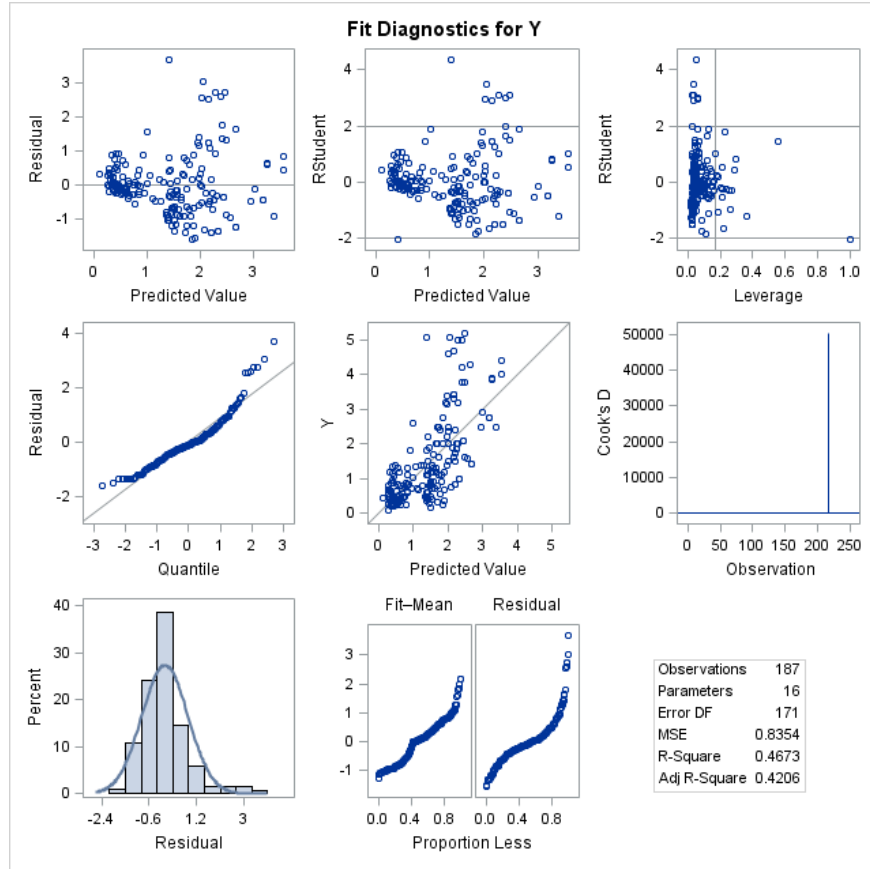 Fit Diagnostics for Y
Residual
3
2
1
0
-1
0 1 2 3
Predicted Value
RStudent
4
2
0
-2
0 1 2 3
Predicted Value
RStudent
4
2
0
-2
0.0 0.2 0.4 0.6 0.8 1.0
Leverage
Residual
4
2
0
-2
-3 -2 -1 0 1 2 3
Quantile
Y
5
4
3
2
1
0
0 1 2 3 4 5
Predicted Value
Cook's D
50000
40000
30000
20000
10000
0
0 50 100 150 200 250
Observation
Percent
40
30
20
10
0
-2.4 -0.6 1.2 3
Residual
Fit–Mean Residual
3
2
1
0
-1
0.0 0.4 0.8 0.0 0.4 0.8
Proportion Less
Observations 187
Parameters 16
Error DF 171
MSE 0.8354
R-Square 0.4673
Adj R-Square 0.4206